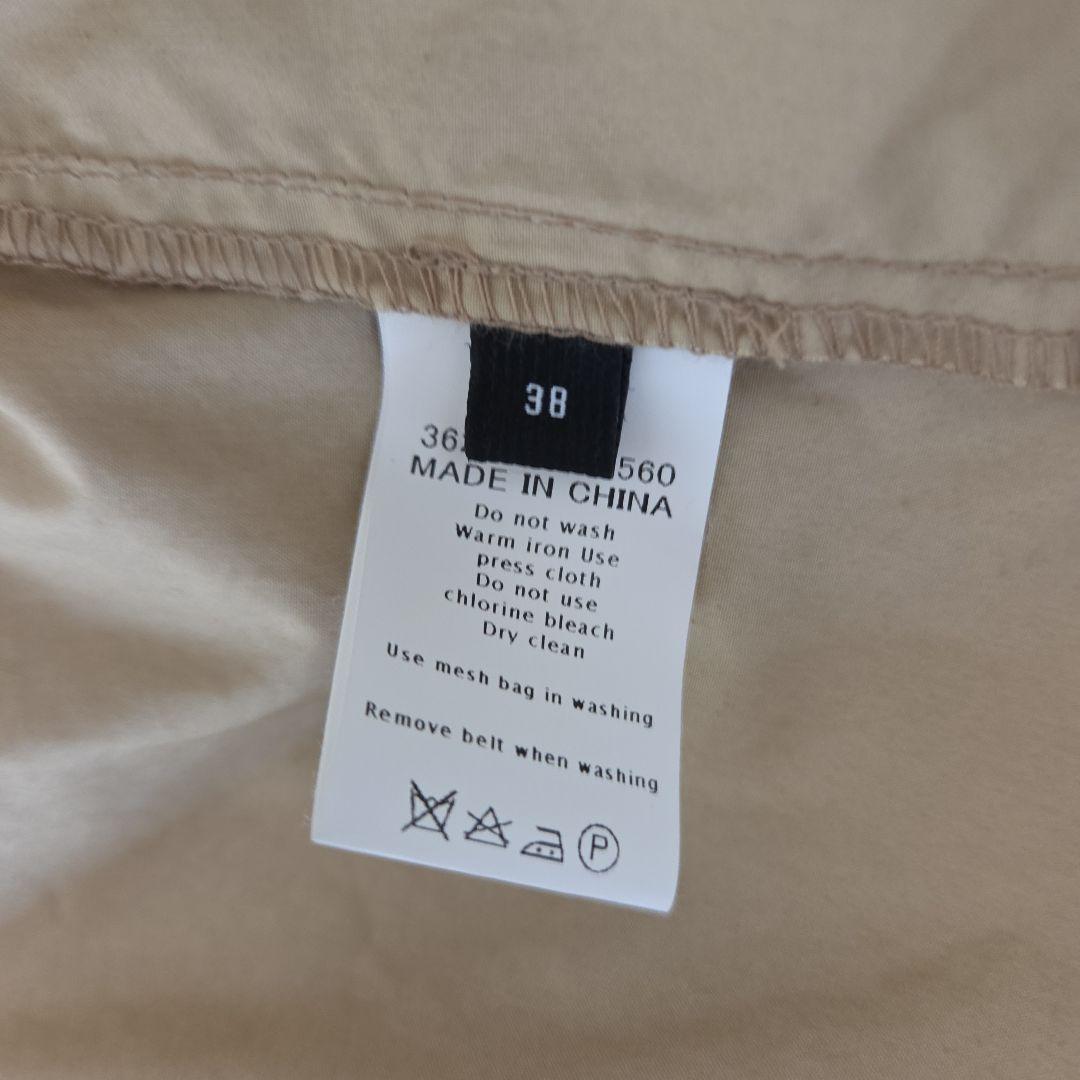 38
560
MADE IN CHINA
Do not wash
Warm iron Use
press cloth
Do not use
chlorine bleach
Dry clean
Use mesh bag in washing
Remove belt when washing
P